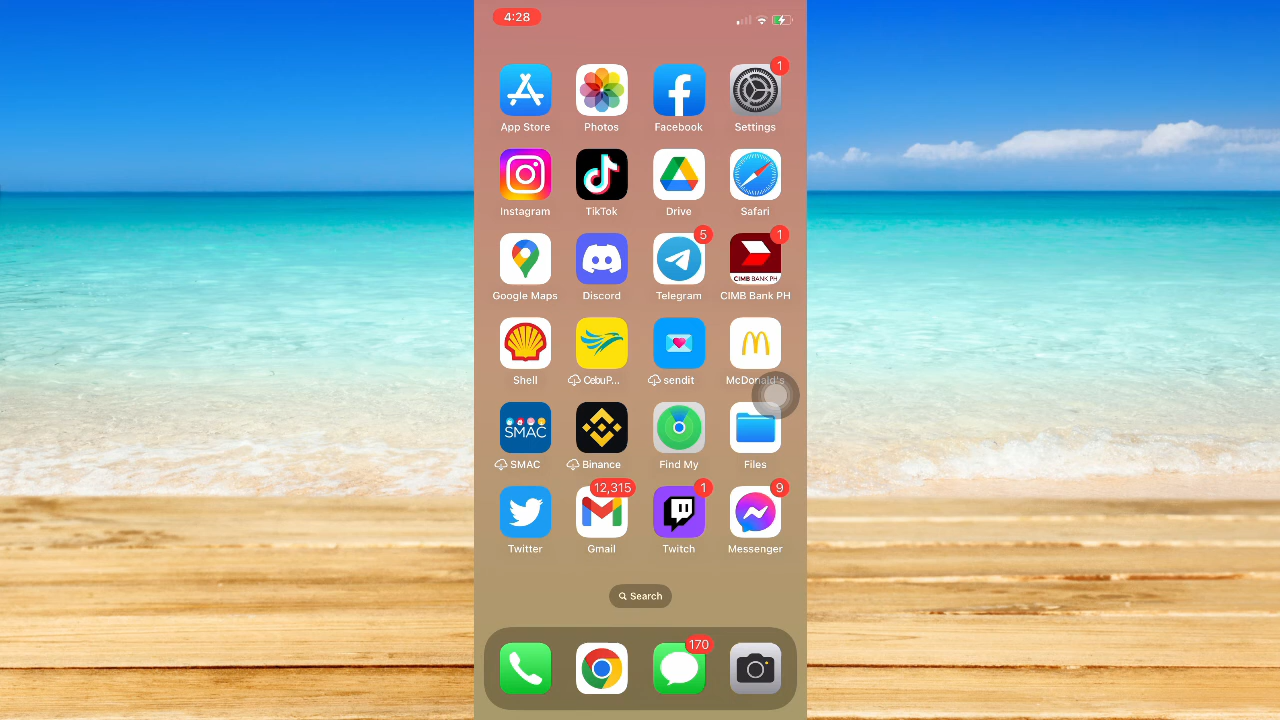 4:28
1
App Store Photos Facebook Settings
Instagram TikTok Drive Safari
5 1
CIMB BANK PH
Google Maps Discord Telegram CIMB Bank PH
Shell CebuP... sendit McDonald's
SMAC
SMAC Binance Find My Files
12,315 1 9
Twitter Gmail Twitch Messenger
Search
170